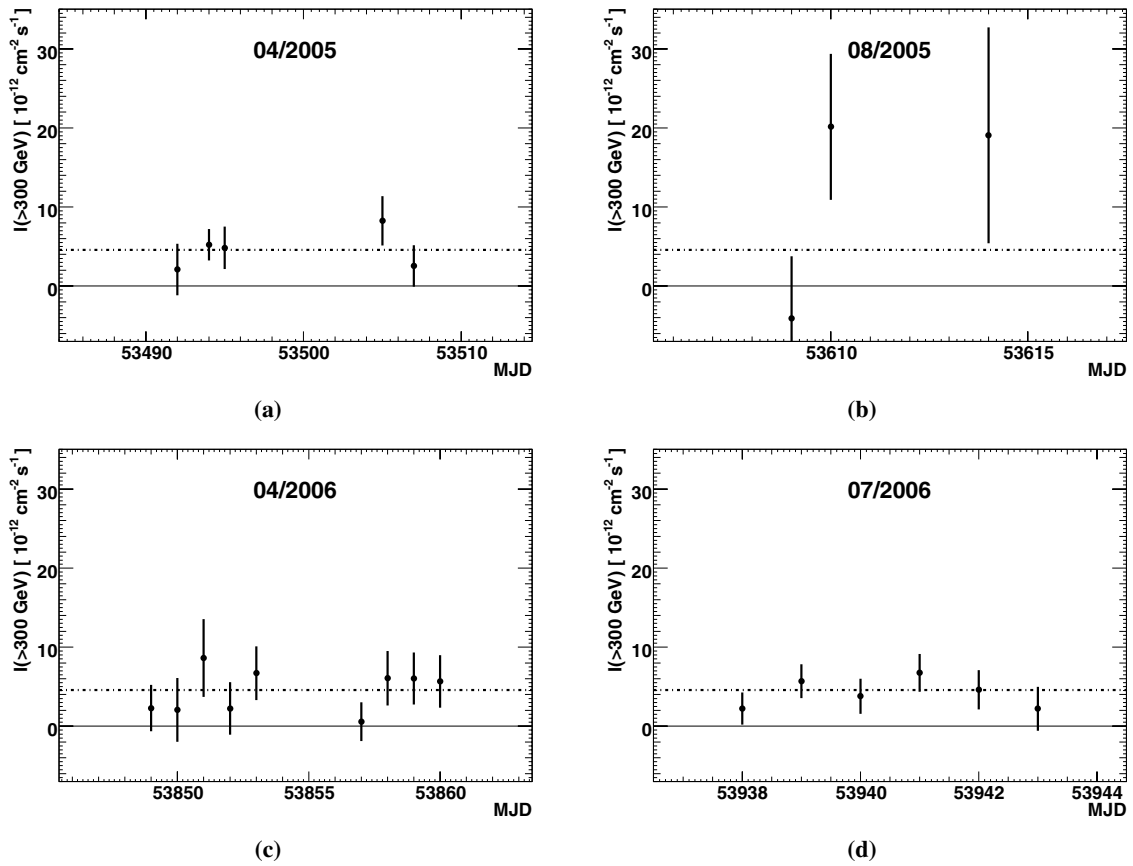 04/2005
I(>300 GeV) [ 10⁻¹² cm⁻² s⁻¹ ]
30
20
10
0
53490 53500 53510
MJD
(a)
08/2005
I(>300 GeV) [ 10⁻¹² cm⁻² s⁻¹ ]
30
20
10
0
53610 53615
MJD
(b)
04/2006
I(>300 GeV) [ 10⁻¹² cm⁻² s⁻¹ ]
30
20
10
0
53850 53855 53860
MJD
(c)
07/2006
I(>300 GeV) [ 10⁻¹² cm⁻² s⁻¹ ]
30
20
10
0
53938 53940 53942 53944
MJD
(d)